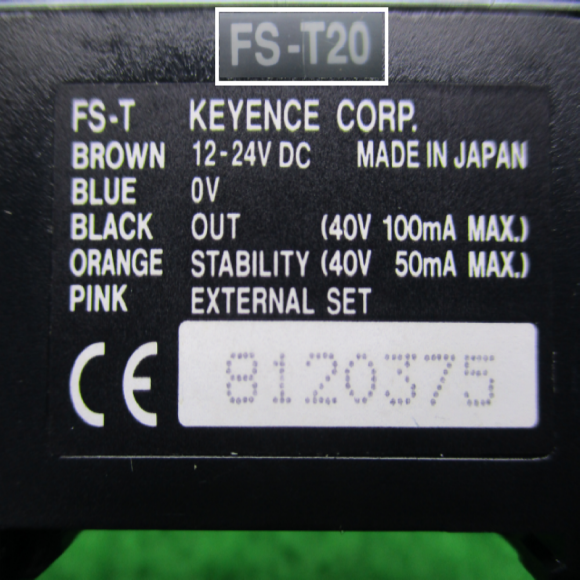 FS-T20
FS-T KEYENCE CORP.
BROWN 12-24V DC MADE IN JAPAN
BLUE 0V
BLACK OUT (40V 100mA MAX.)
ORANGE STABILITY (40V 50mA MAX.)
PINK EXTERNAL SET
CE 8120375